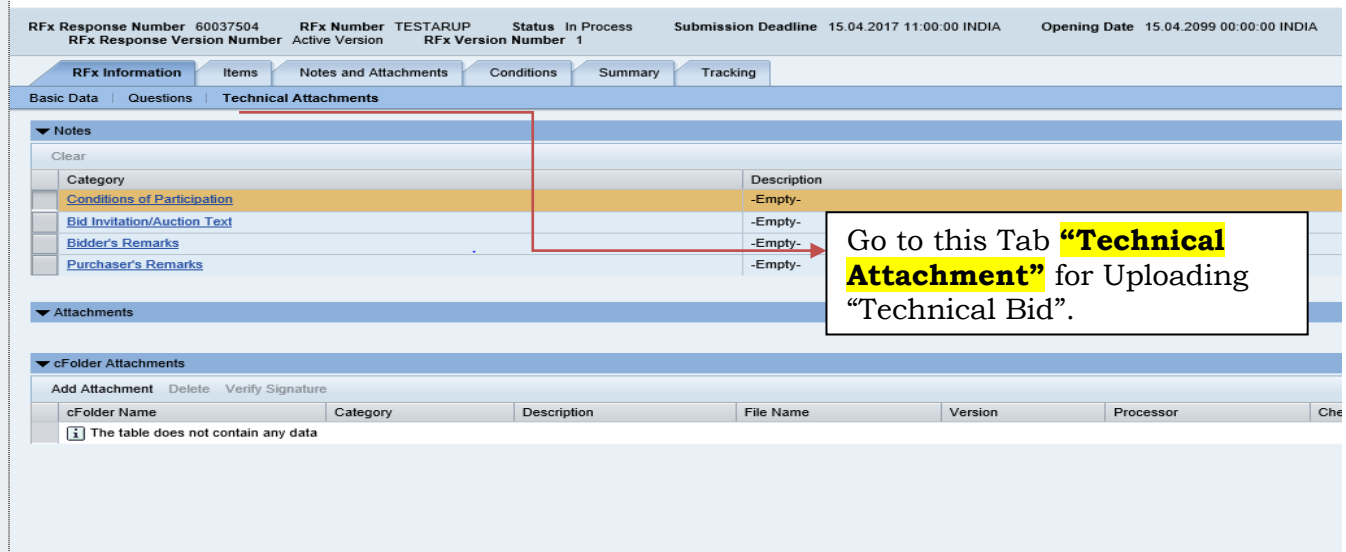 RFx Response Number 60037504 RFx Number TESTARUP Status In Process Submission Deadline 15.04.2017 11:00:00 INDIA Opening Date 15.04.2099 00:00:00 INDIA
RFx Response Version Number Active Version RFx Version Number 1
RFx Information Items Notes and Attachments Conditions Summary Tracking
Basic Data Questions Technical Attachments
Notes
Clear
Category Description
Conditions of Participation -Empty-
Bid Invitation/Auction Text -Empty-
Bidder's Remarks -Empty-
Purchaser's Remarks -Empty-
Go to this Tab “Technical
Attachment” for Uploading
“Technical Bid”.
Attachments
cFolder Attachments
Add Attachment Delete Verify Signature
cFolder Name Category Description File Name Version Processor Che
The table does not contain any data